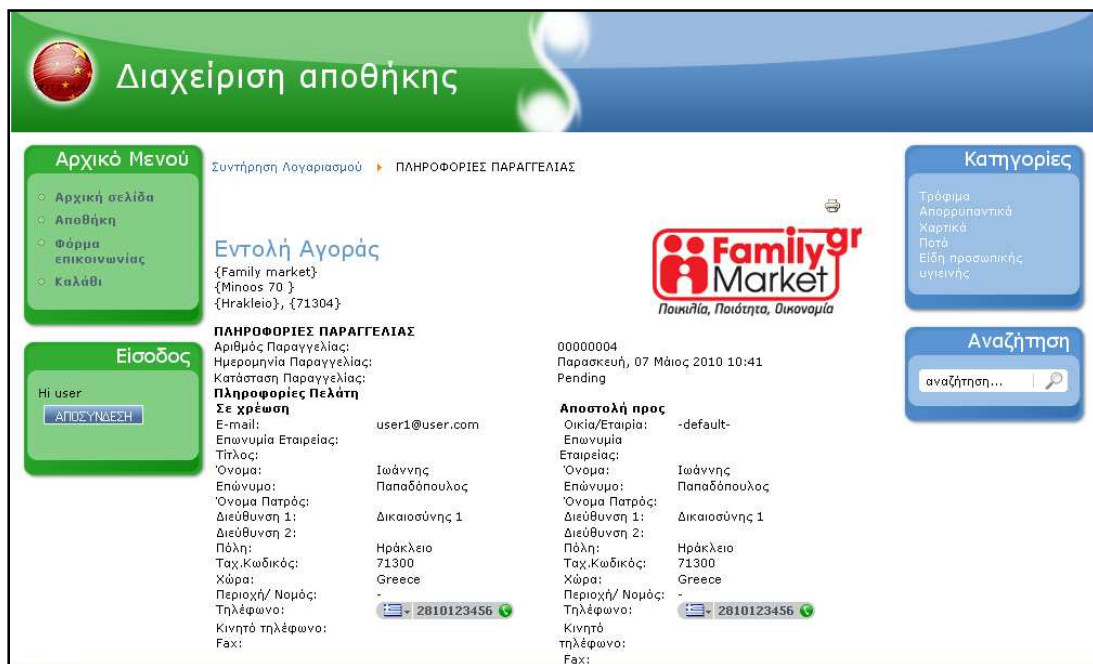 Διαχείριση αποθήκης
Αρχικό Μενού
Αρχική σελίδα
Αποθήκη
Φόρμα
επικοινωνίας
Καλάθι
Είσοδος
Hi user
ΑΠΟΣΥΝΔΕΣΗ
Συντήρηση Λογαριασμού ΠΛΗΡΟΦΟΡΙΕΣ ΠΑΡΑΓΓΕΛΙΑΣ
Εντολή Αγοράς
{Family market}
{Minoos 70 }
{Hrakleio}, {71304}
Family gr
Market
Ποικιλία, Ποιότητα, Οικονομία
ΠΛΗΡΟΦΟΡΙΕΣ ΠΑΡΑΓΓΕΛΙΑΣ
Αριθμός Παραγγελίας: 00000004
Ημερομηνία Παραγγελίας: Παρασκευή, 07 Μάιος 2010 10:41
Κατάσταση Παραγγελίας: Pending
Πληροφορίες Πελάτη
Σε χρέωση
E-mail: user1@user.com
Επωνυμία Εταιρείας:
Τίτλος:
Όνομα: Ιωάννης
Επώνυμο: Παπαδόπουλος
Όνομα Πατρός:
Διεύθυνση 1: Δικαιοσύνης 1
Διεύθυνση 2:
Πόλη: Ηράκλειο
Ταχ.Κωδικός: 71300
Χώρα: Greece
Περιοχή/ Νομός: -
Τηλέφωνο: 2810123456
Κινητό τηλέφωνο:
Fax:
Αποστολή προς
Οικία/Εταιρία: -default-
Επωνυμία
Εταιρείας:
Όνομα: Ιωάννης
Επώνυμο: Παπαδόπουλος
Όνομα Πατρός:
Διεύθυνση 1: Δικαιοσύνης 1
Διεύθυνση 2:
Πόλη: Ηράκλειο
Ταχ.Κωδικός: 71300
Χώρα: Greece
Περιοχή/ Νομός: -
Τηλέφωνο: 2810123456
Κινητό
τηλέφωνο:
Fax:
Κατηγορίες
Τρόφιμα
Απορρυπαντικά
Χαρτικά
Ποτά
Είδη προσωπικής
υγιεινής
Αναζήτηση
αναζήτηση...